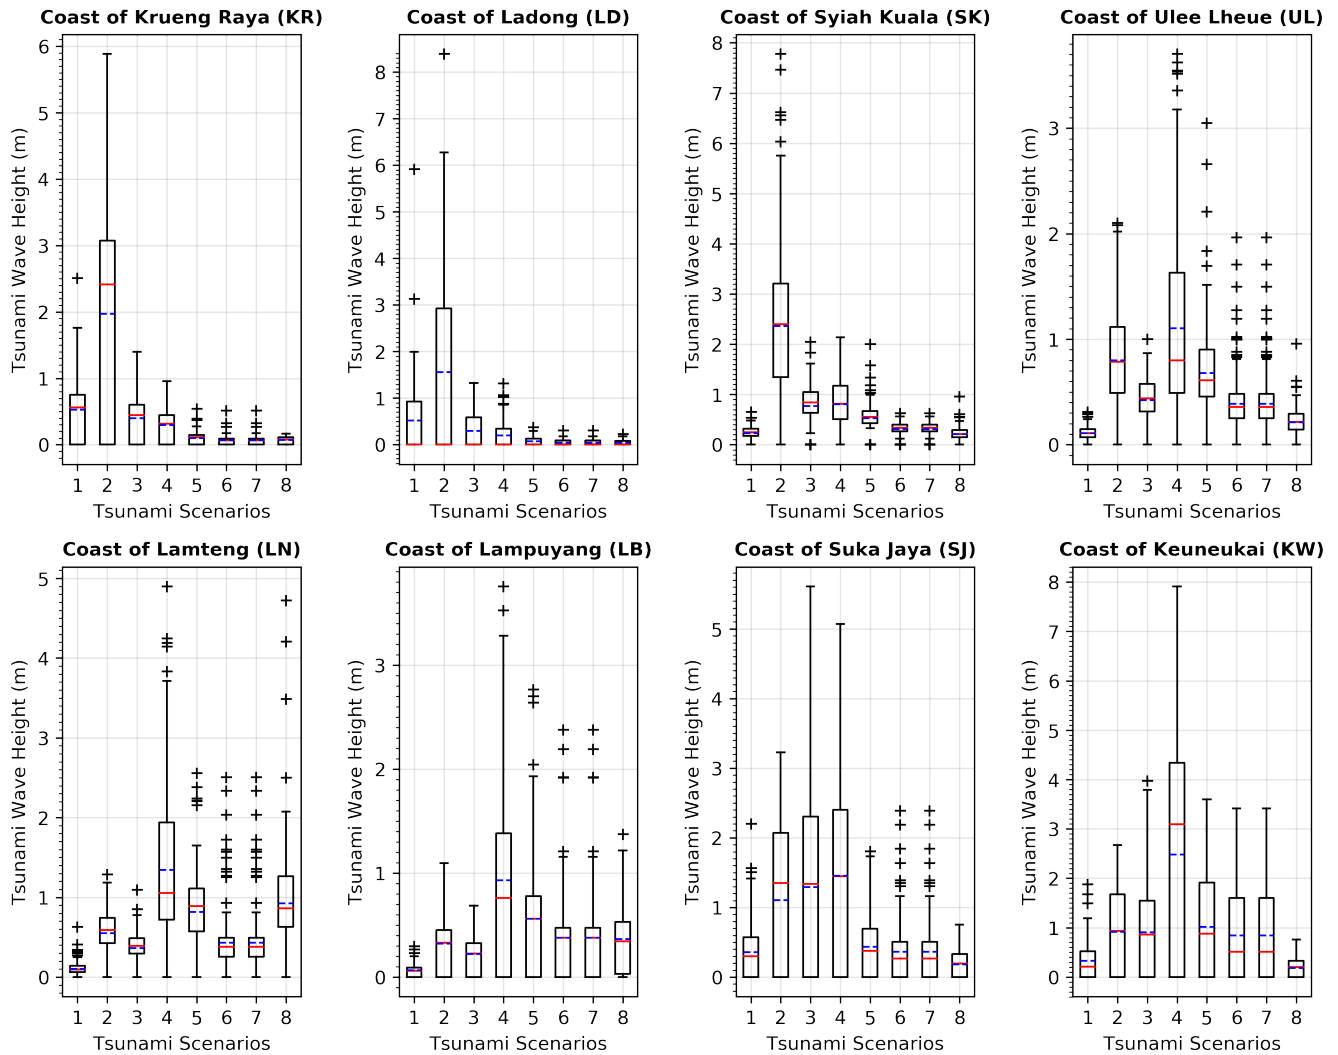 Coast of Krueng Raya (KR)
Tsunami Wave Height (m)
6
5
4
3
2
1
0
1 2 3 4 5 6 7 8
Tsunami Scenarios
Coast of Ladong (LD)
Tsunami Wave Height (m)
8
7
6
5
4
3
2
1
0
1 2 3 4 5 6 7 8
Tsunami Scenarios
Coast of Syiah Kuala (SK)
Tsunami Wave Height (m)
8
7
6
5
4
3
2
1
0
1 2 3 4 5 6 7 8
Tsunami Scenarios
Coast of Ulee Lheue (UL)
Tsunami Wave Height (m)
3
2
1
0
1 2 3 4 5 6 7 8
Tsunami Scenarios
Coast of Lamteng (LN)
Tsunami Wave Height (m)
5
4
3
2
1
0
1 2 3 4 5 6 7 8
Tsunami Scenarios
Coast of Lampuyang (LB)
Tsunami Wave Height (m)
3
2
1
0
1 2 3 4 5 6 7 8
Tsunami Scenarios
Coast of Suka Jaya (SJ)
Tsunami Wave Height (m)
5
4
3
2
1
0
1 2 3 4 5 6 7 8
Tsunami Scenarios
Coast of Keuneukai (KW)
Tsunami Wave Height (m)
8
7
6
5
4
3
2
1
0
1 2 3 4 5 6 7 8
Tsunami Scenarios